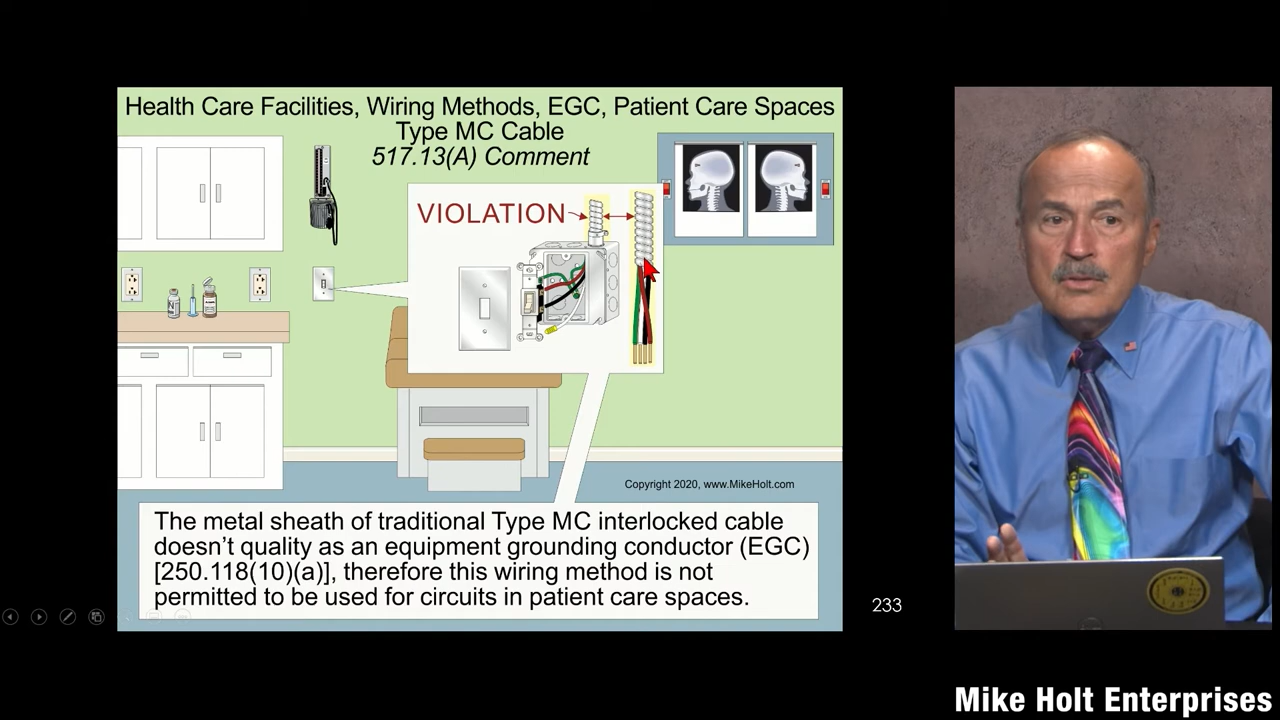 Health Care Facilities, Wiring Methods, EGC, Patient Care Spaces
Type MC Cable
517.13(A) Comment
VIOLATION
Copyright 2020, www.MikeHolt.com
The metal sheath of traditional Type MC interlocked cable
doesn't quality as an equipment grounding conductor (EGC)
[250.118(10)(a)], therefore this wiring method is not
permitted to be used for circuits in patient care spaces.
233
Mike Holt Enterprises